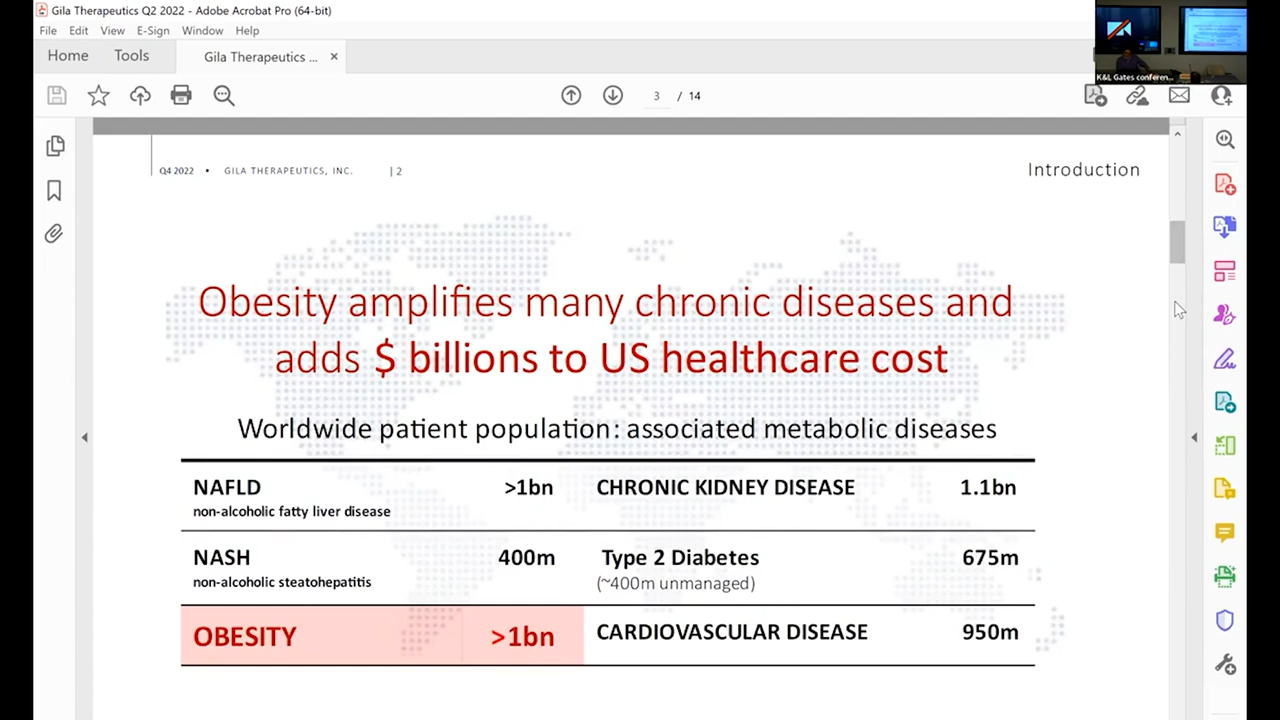 Gila Therapeutics Q2 2022 - Adobe Acrobat Pro (64-bit)
File Edit View E-Sign Window Help
Home Tools Gila Therapeutics ... ×
3 / 14
K&L Gates conferen...
Q4 2022 • GILA THERAPEUTICS, INC. | 2 Introduction
Obesity amplifies many chronic diseases and
adds $ billions to US healthcare cost
Worldwide patient population: associated metabolic diseases
NAFLD >1bn CHRONIC KIDNEY DISEASE 1.1bn
non-alcoholic fatty liver disease
NASH 400m Type 2 Diabetes 675m
non-alcoholic steatohepatitis (~400m unmanaged)
OBESITY >1bn CARDIOVASCULAR DISEASE 950m